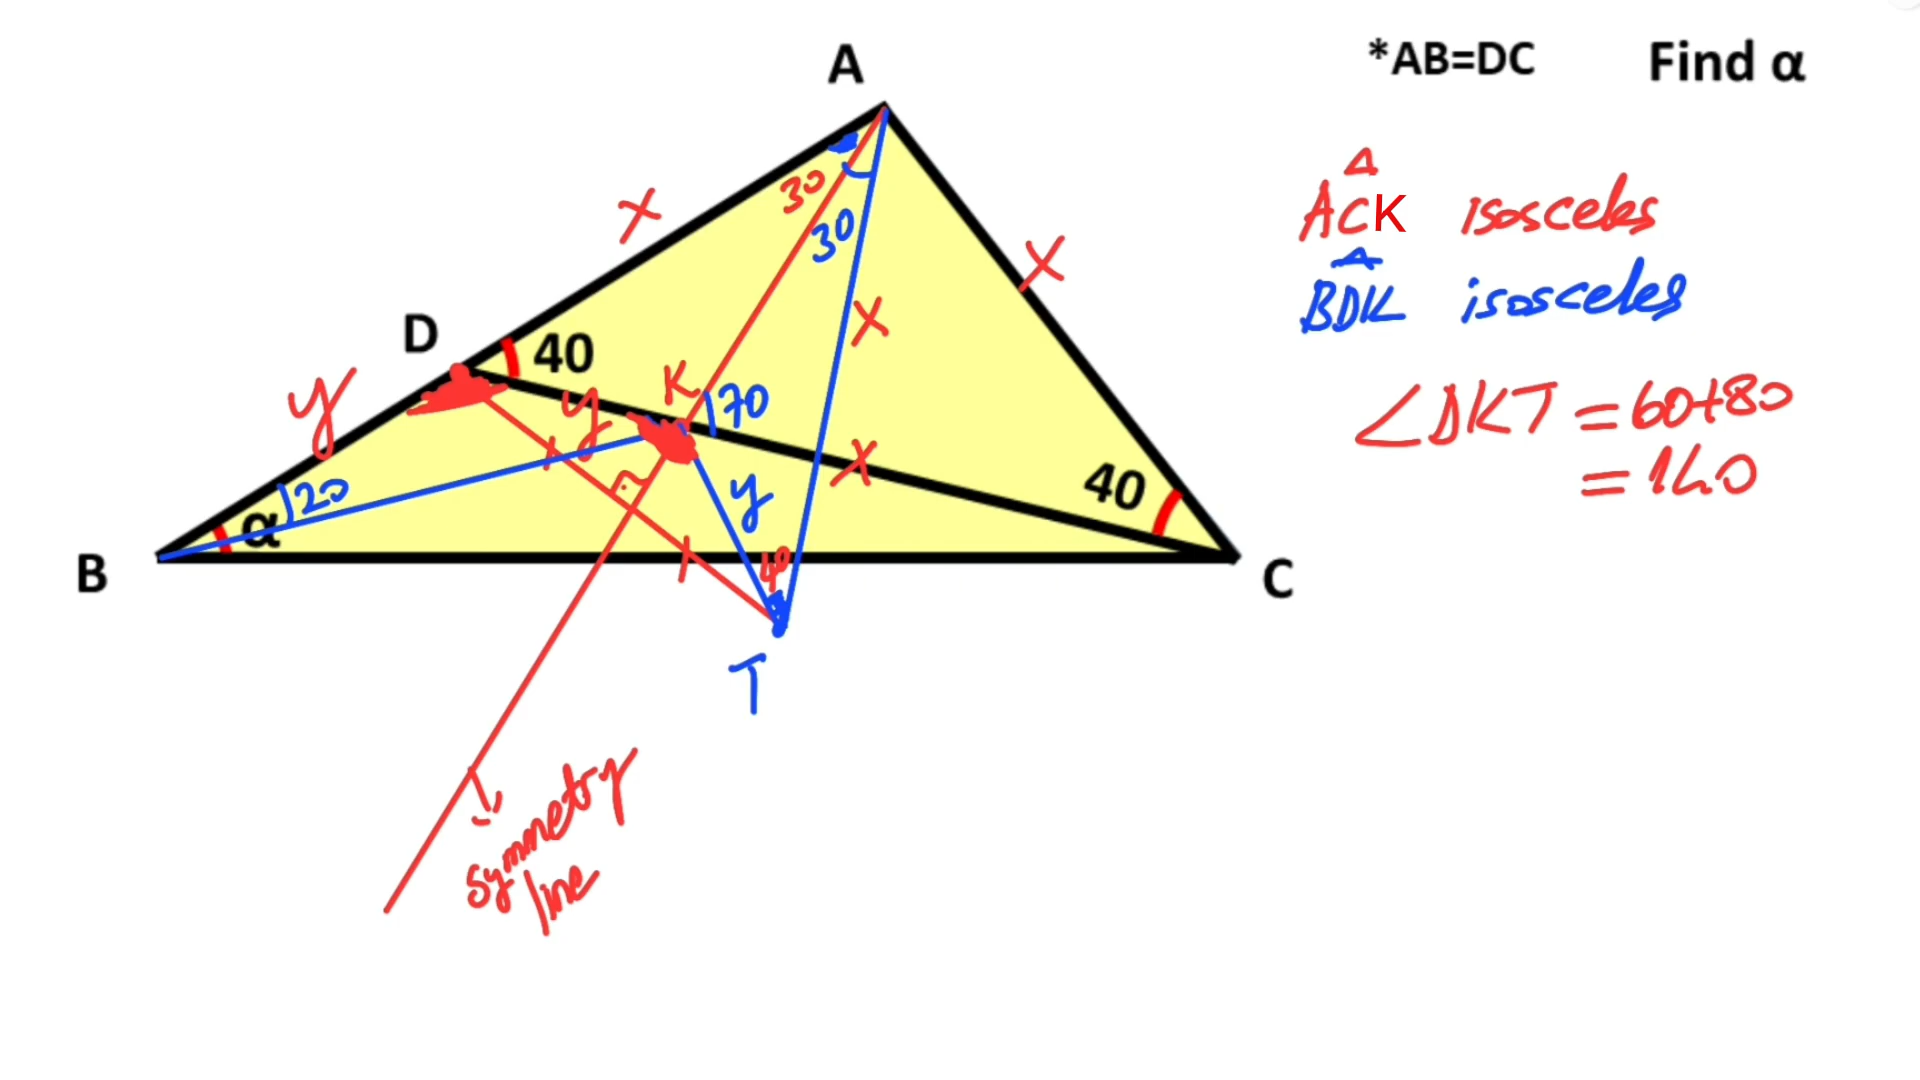 A
*AB=DC Find α
Δ
ACK isosceles
Δ
BDK isosceles
∠DKT = 60+80
= 140
x
30
30
x
x
D
40
y
K
70
y
x
40
20
α
y
40
B
C
T
symmetry
line